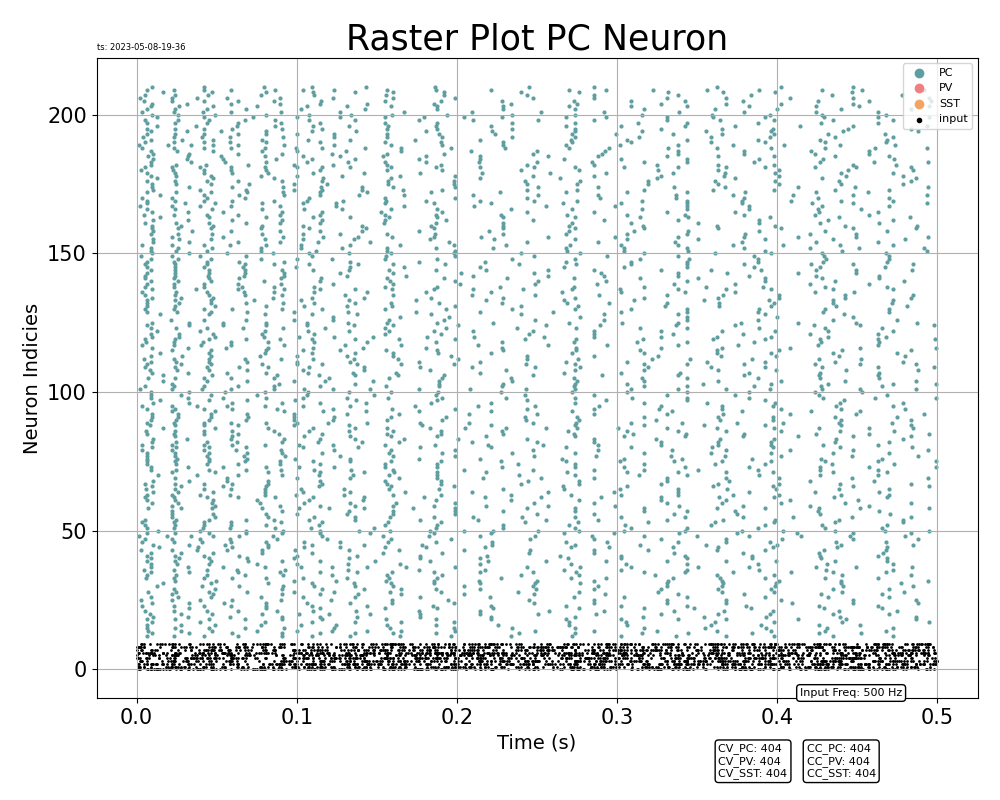 Raster Plot PC Neuron
ts: 2023-05-08-19-36
PC
PV
SST
input
200
150
100
50
0
Neuron Indicies
0.0 0.1 0.2 0.3 0.4 0.5
Time (s)
Input Freq: 500 Hz
CV_PC: 404
CV_PV: 404
CV_SST: 404
CC_PC: 404
CC_PV: 404
CC_SST: 404